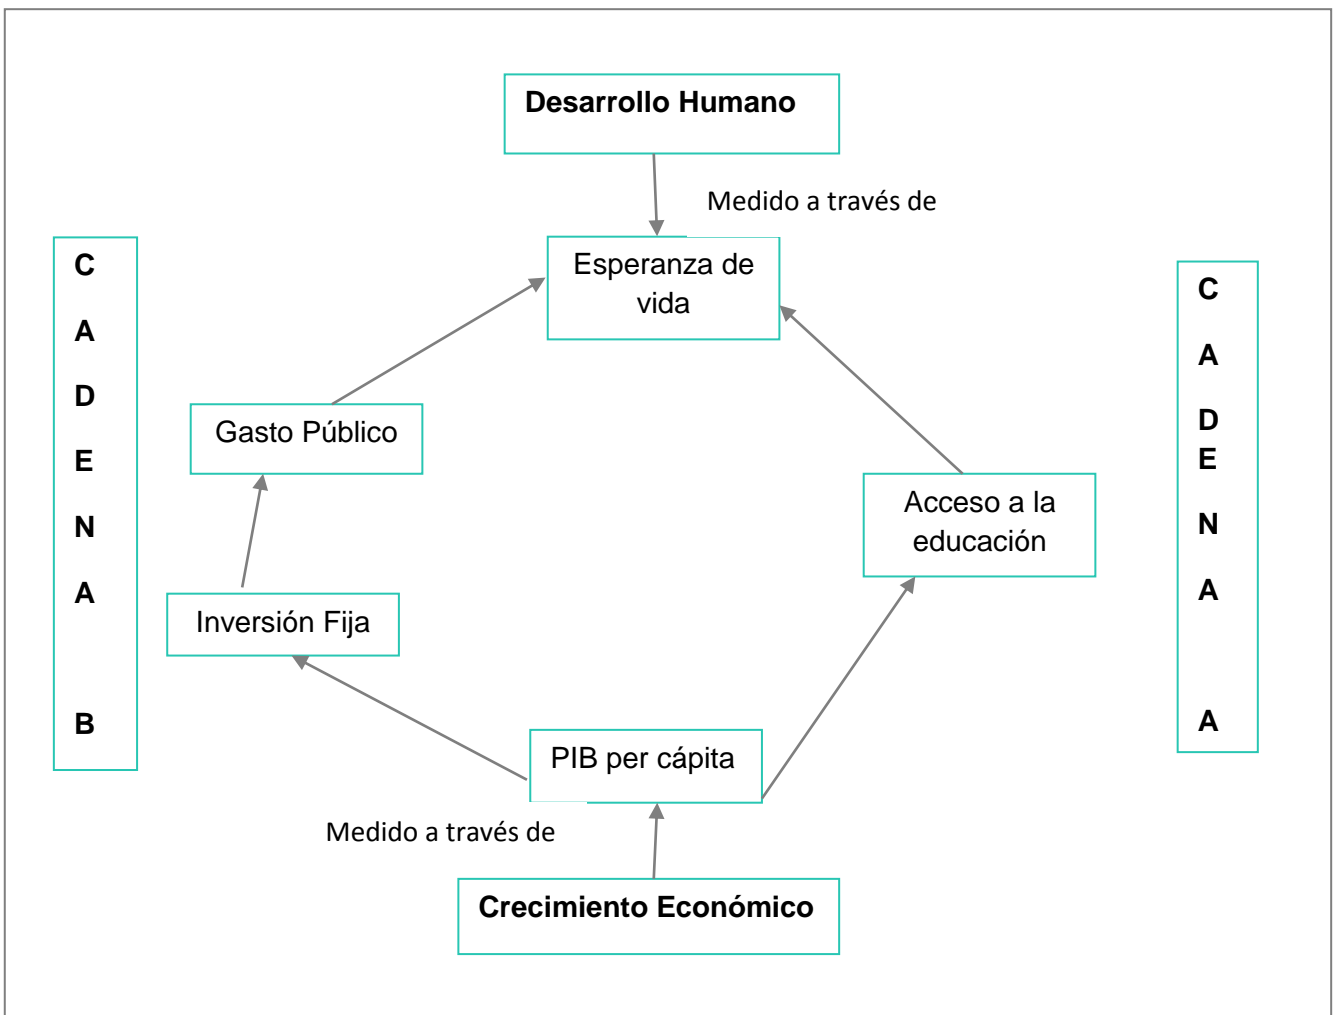 Desarrollo Humano
Medido a través de
Esperanza de
vida
C
A
D
E
N
A
B
Gasto Público
Inversión Fija
Acceso a la
educación
C
A
D
E
N
A
A
PIB per cápita
Medido a través de
Crecimiento Económico